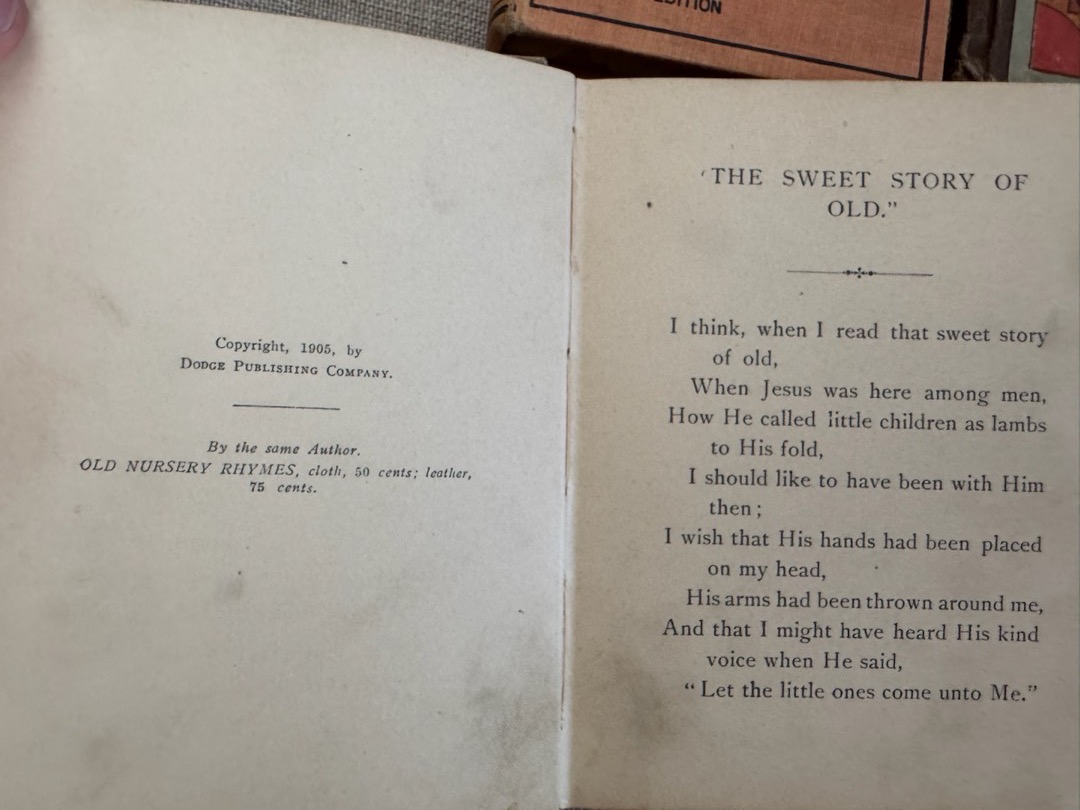 EDITION
Copyright, 1905, by
DODGE PUBLISHING COMPANY.
By the same Author.
OLD NURSERY RHYMES, cloth, 50 cents; leather,
75 cents.
‘THE SWEET STORY OF
OLD.”
I think, when I read that sweet story
of old,
When Jesus was here among men,
How He called little children as lambs
to His fold,
I should like to have been with Him
then;
I wish that His hands had been placed
on my head,
His arms had been thrown around me,
And that I might have heard His kind
voice when He said,
“Let the little ones come unto Me.”